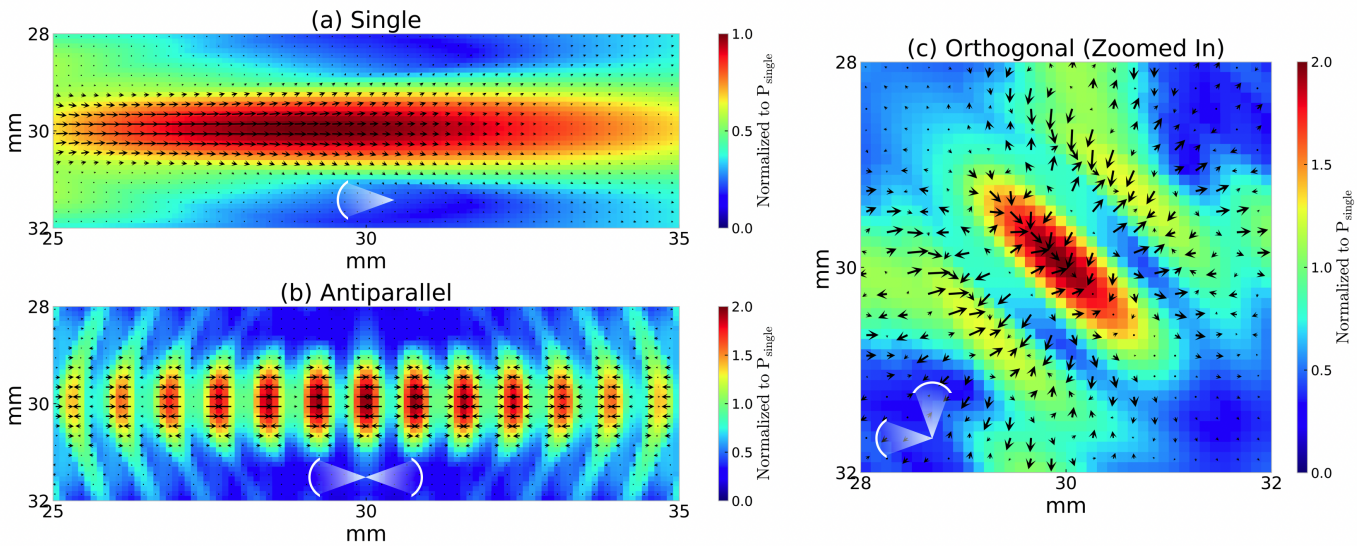 (a) Single
28
30
32
mm
25
30
35
mm
1.0
0.5
0.0
Normalized to P_single
(b) Antiparallel
28
30
32
mm
25
30
35
mm
2.0
1.5
1.0
0.5
0.0
Normalized to P_single
(c) Orthogonal (Zoomed In)
28
30
32
mm
28
30
32
mm
2.0
1.5
1.0
0.5
0.0
Normalized to P_single